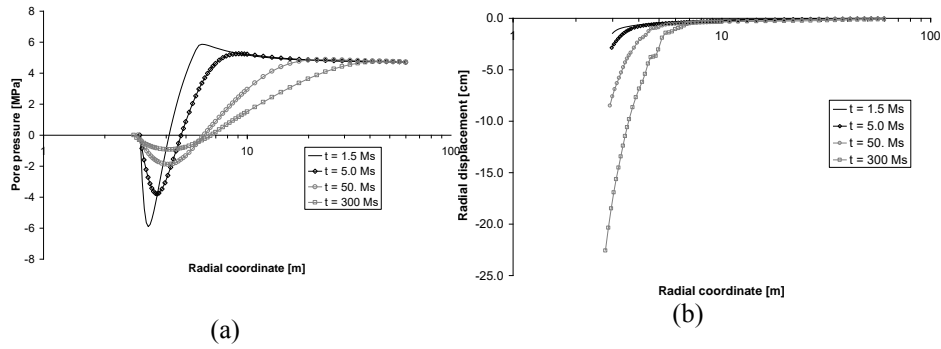 8
6
4
2
0
-2
-4
-6
-8
1
10
100
Pore pressure [MPa]
Radial coordinate [m]
t = 1.5 Ms
t = 5.0 Ms
t = 50. Ms
t = 300 Ms
(a)
0.0
-5.0
-10.0
-15.0
-20.0
-25.0
1
10
100
Radial displacement [cm]
t = 1.5 Ms
t = 5.0 Ms
t = 50. Ms
t = 300 Ms
Radial coordinate [m]
(b)